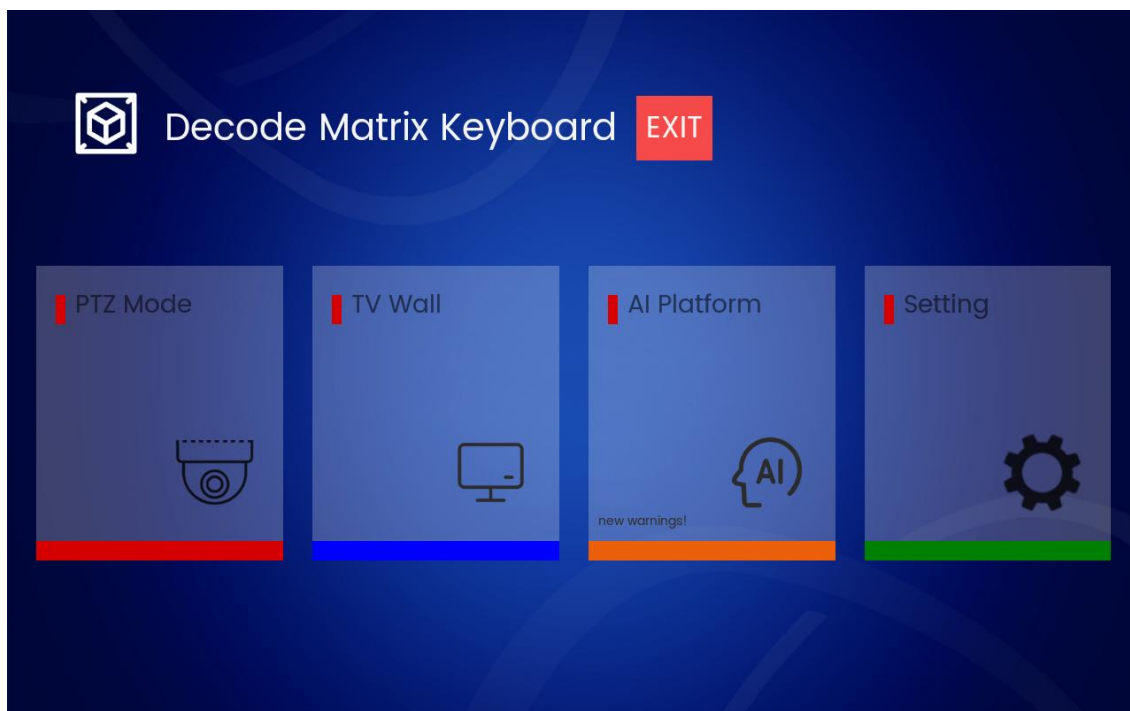 Decode Matrix Keyboard EXIT
PTZ Mode
TV Wall
AI Platform
Setting
AI
new warnings!